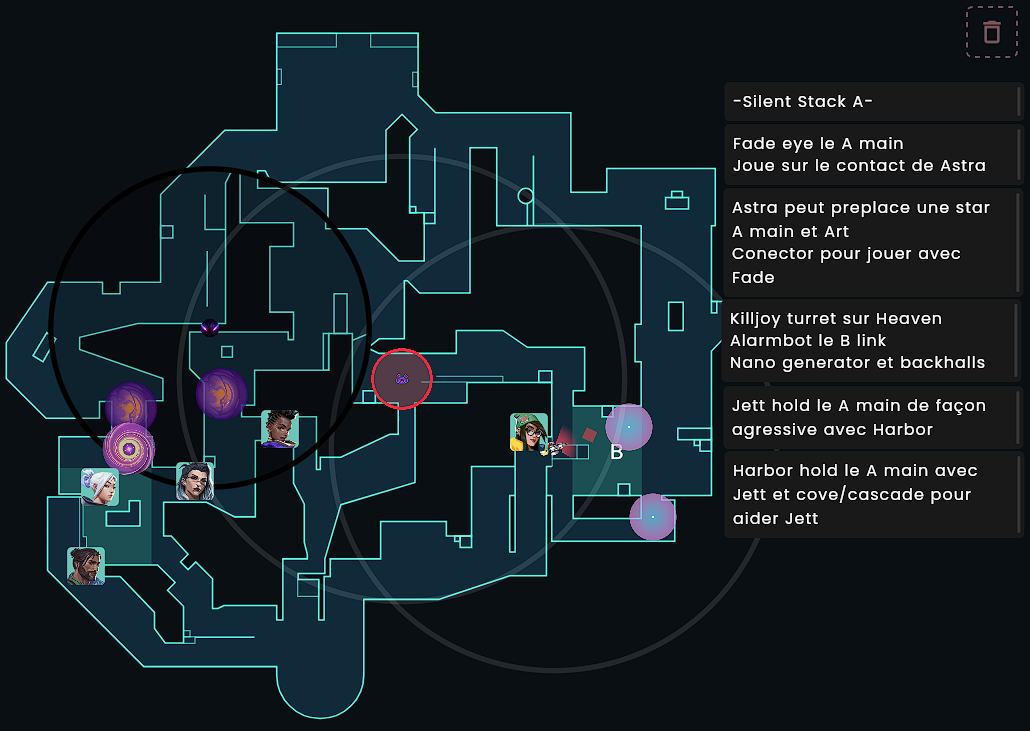 -Silent Stack A-
Fade eye le A main
Joue sur le contact de Astra
Astra peut preplace une star
A main et Art
Conector pour jouer avec
Fade
Killjoy turret sur Heaven
Alarmbot le B link
Nano generator et backhalls
Jett hold le A main de façon
agressive avec Harbor
B
Harbor hold le A main avec
Jett et cove/cascade pour
aider Jett